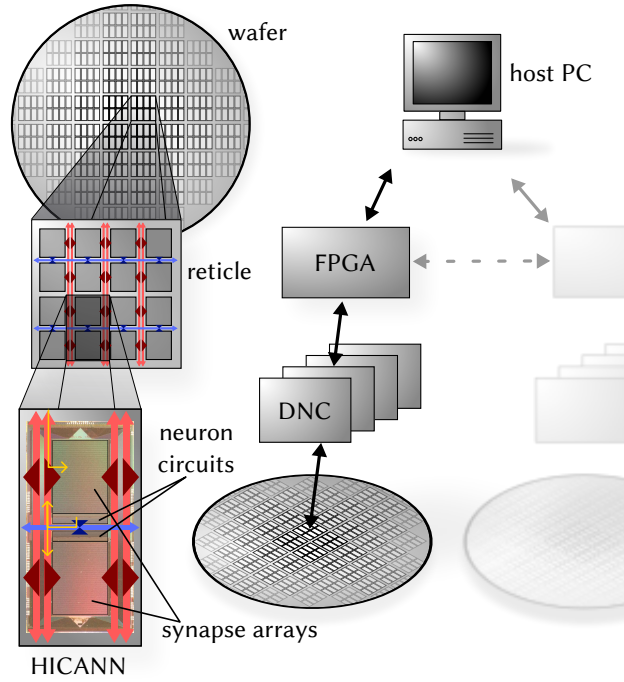 wafer
host PC
FPGA
reticle
DNC
neuron
circuits
synapse arrays
HICANN